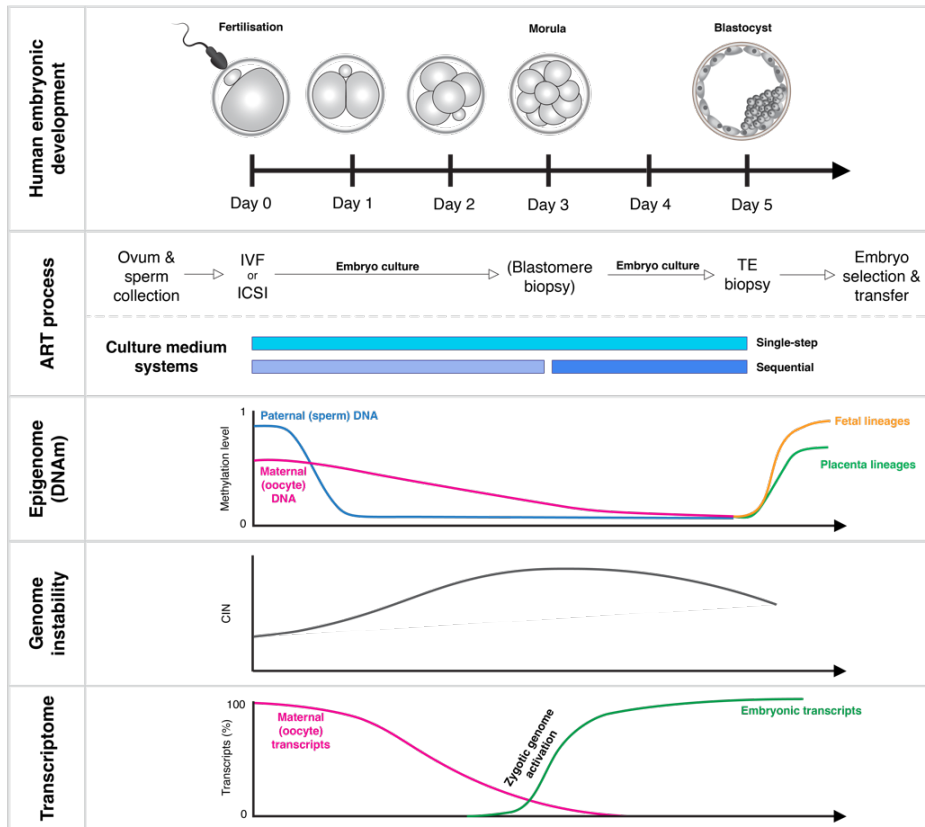 Human embryonic
development
Fertilisation
Morula
Blastocyst
Day 0
Day 1
Day 2
Day 3
Day 4
Day 5
ART process
Ovum &
sperm
collection
IVF
or
ICSI
Embryo culture
(Blastomere
biopsy)
Embryo culture
TE
biopsy
Embryo
selection &
transfer
Culture medium
systems
Single-step
Sequential
Epigenome
(DNAm)
Methylation level
1
0
Paternal (sperm) DNA
Maternal
(oocyte)
DNA
Fetal lineages
Placenta lineages
Genome
instability
CIN
Transcriptome
Transcripts (%)
100
0
Maternal
(oocyte)
transcripts
Zygotic genome
activation
Embryonic transcripts